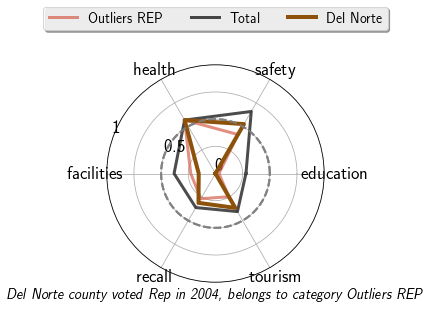 Outliers REP Total Del Norte
health safety
1
0.5
0
facilities education
recall tourism
Del Norte county voted Rep in 2004, belongs to category Outliers REP